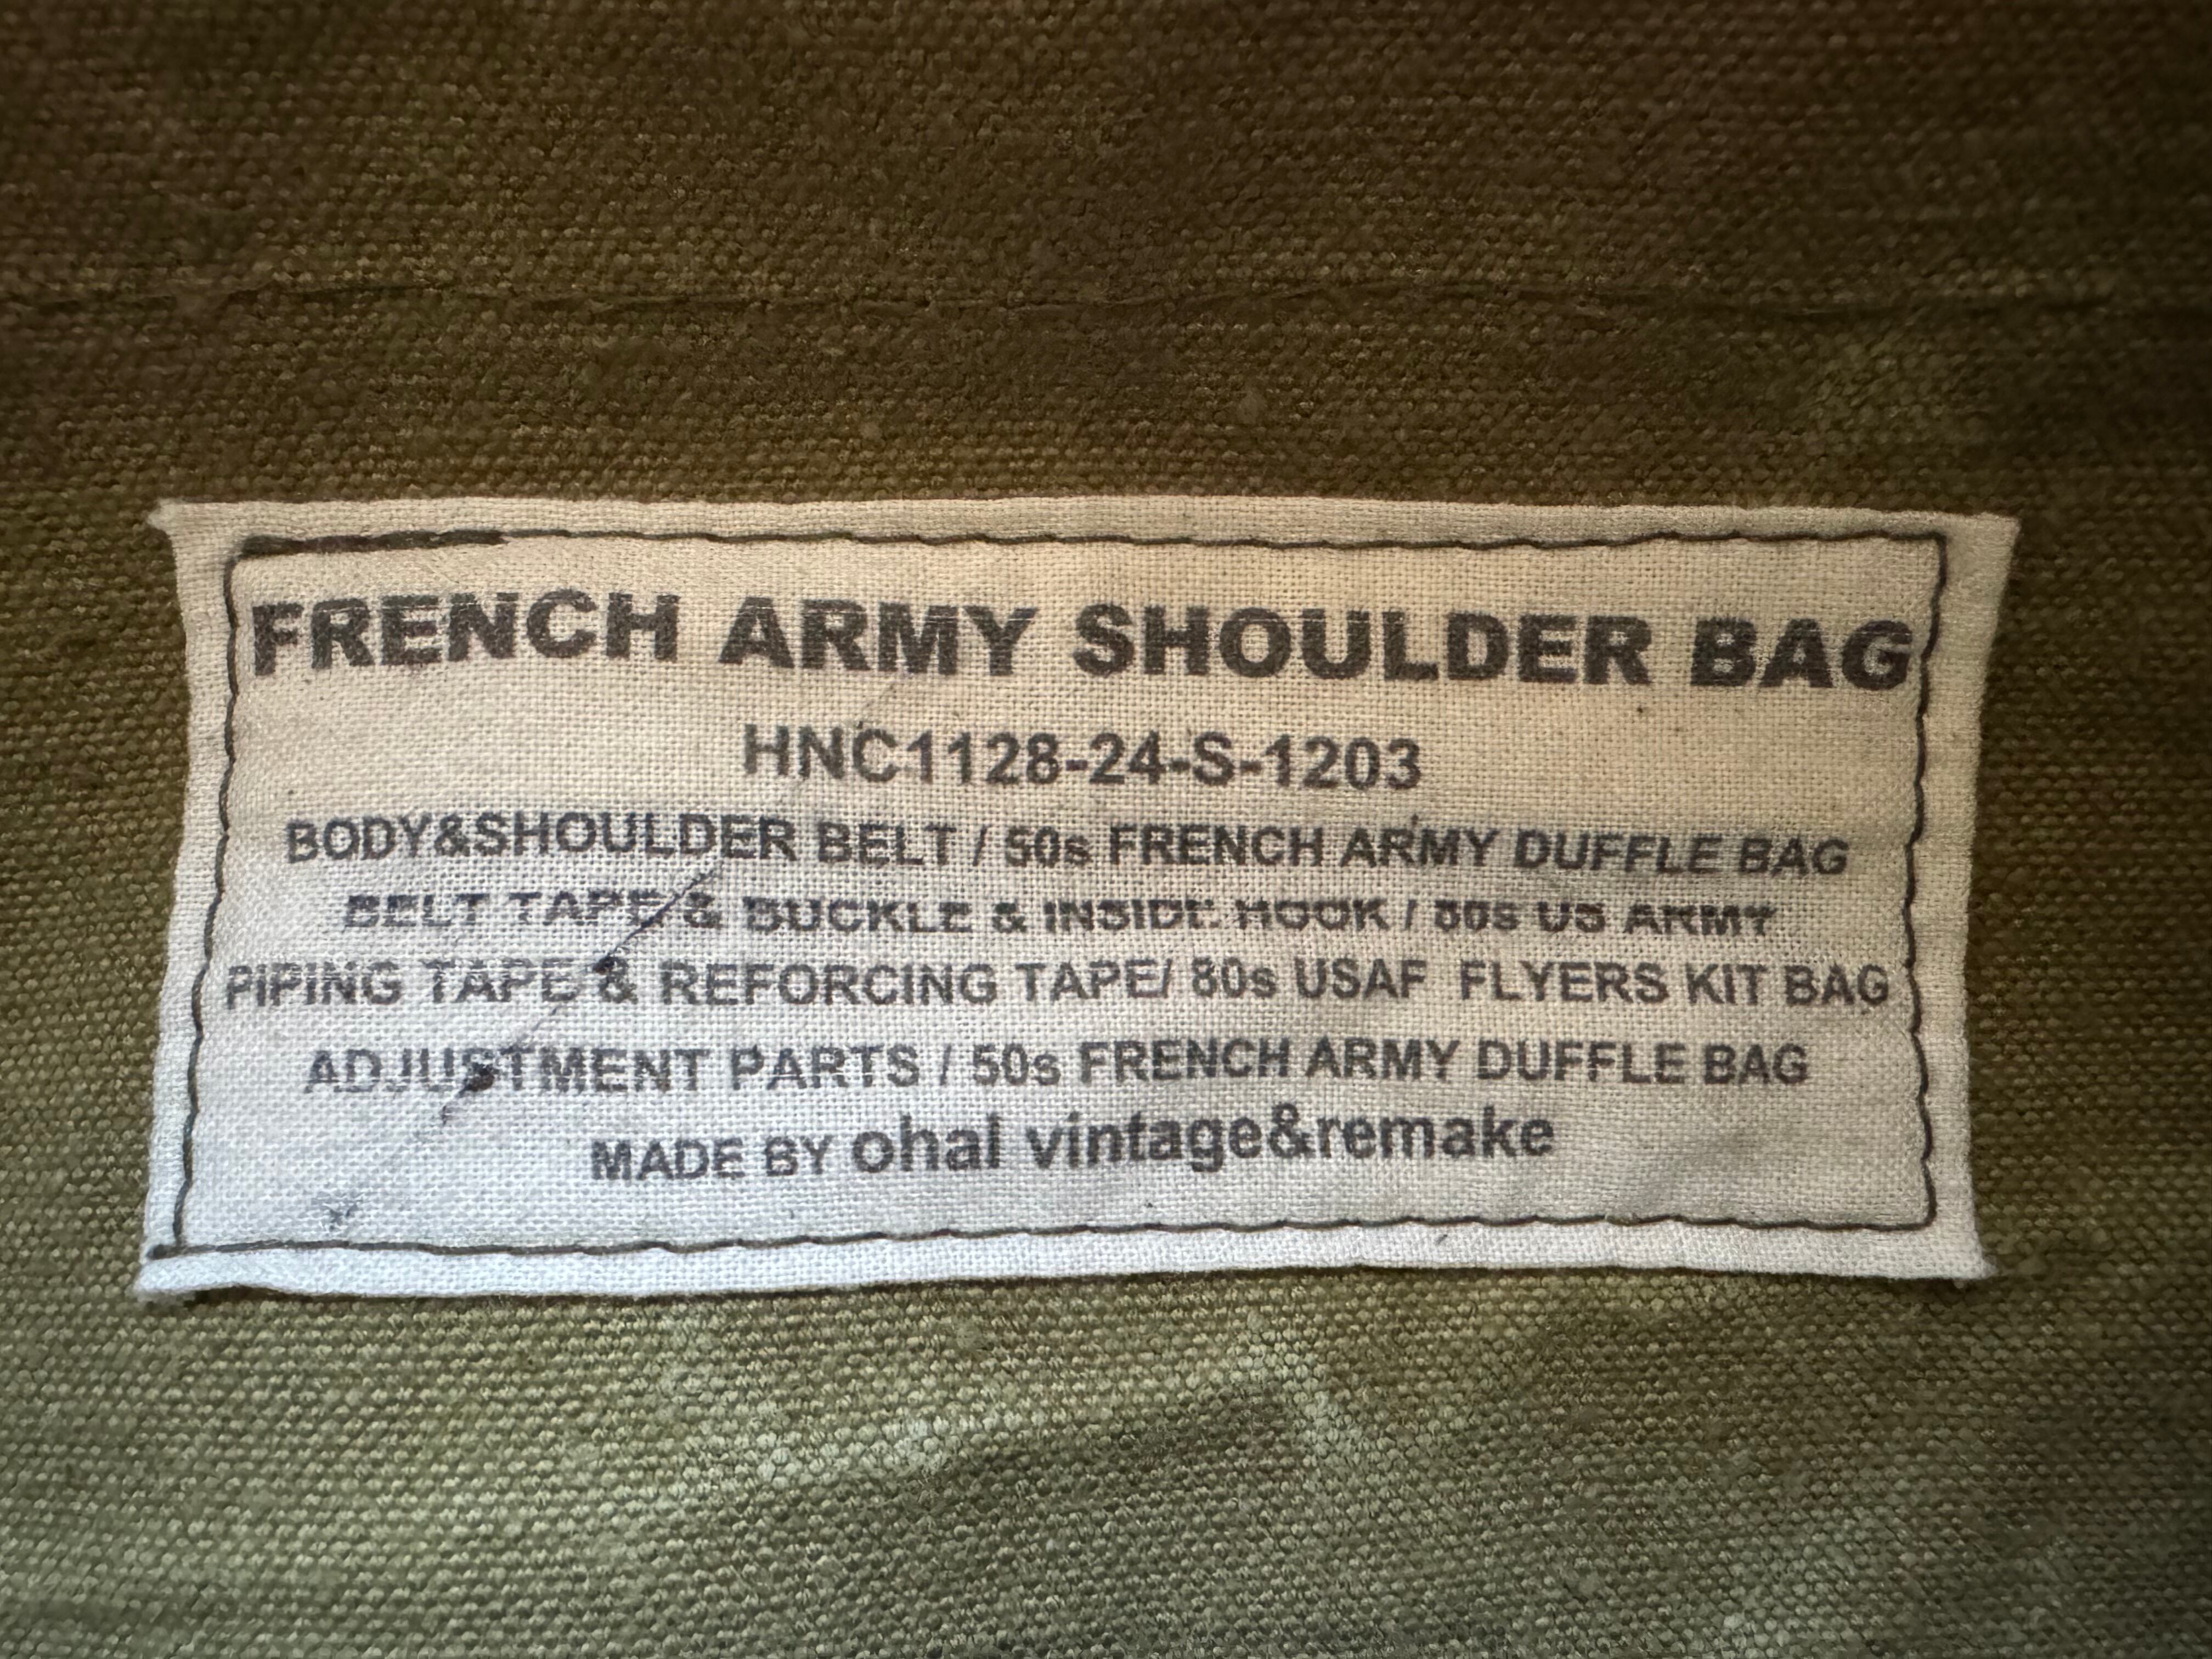 FRENCH ARMY SHOULDER BAG
HNC1128-24-S-1203
BODY&SHOULDER BELT / 50s FRENCH ARMY DUFFLE BAG
BELT TAPE & BUCKLE & INSIDE HOOK / US ARMY
PIPING TAPE & REFORCING TAPE/ 80s USAF FLYERS KIT BAG
ADJUSTMENT PARTS / 50s FRENCH ARMY DUFFLE BAG
MADE BY ohal vintage&remake